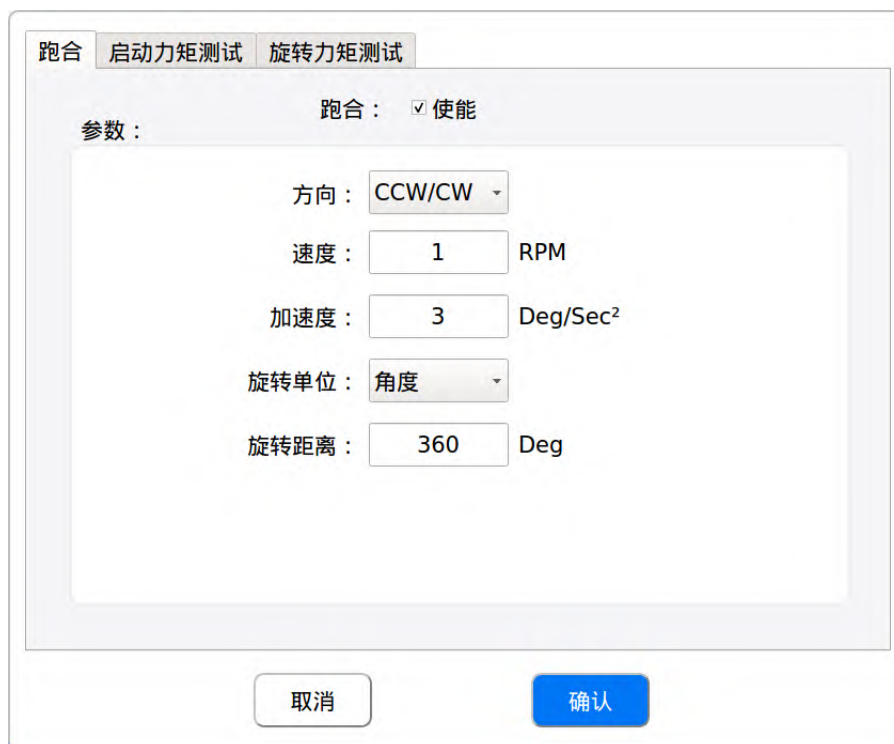 跑合 启动力矩测试 旋转力矩测试
跑合： 使能
参数：
方向： CCW/CW
速度： 1 RPM
加速度： 3 Deg/Sec²
旋转单位： 角度
旋转距离： 360 Deg
取消 确认